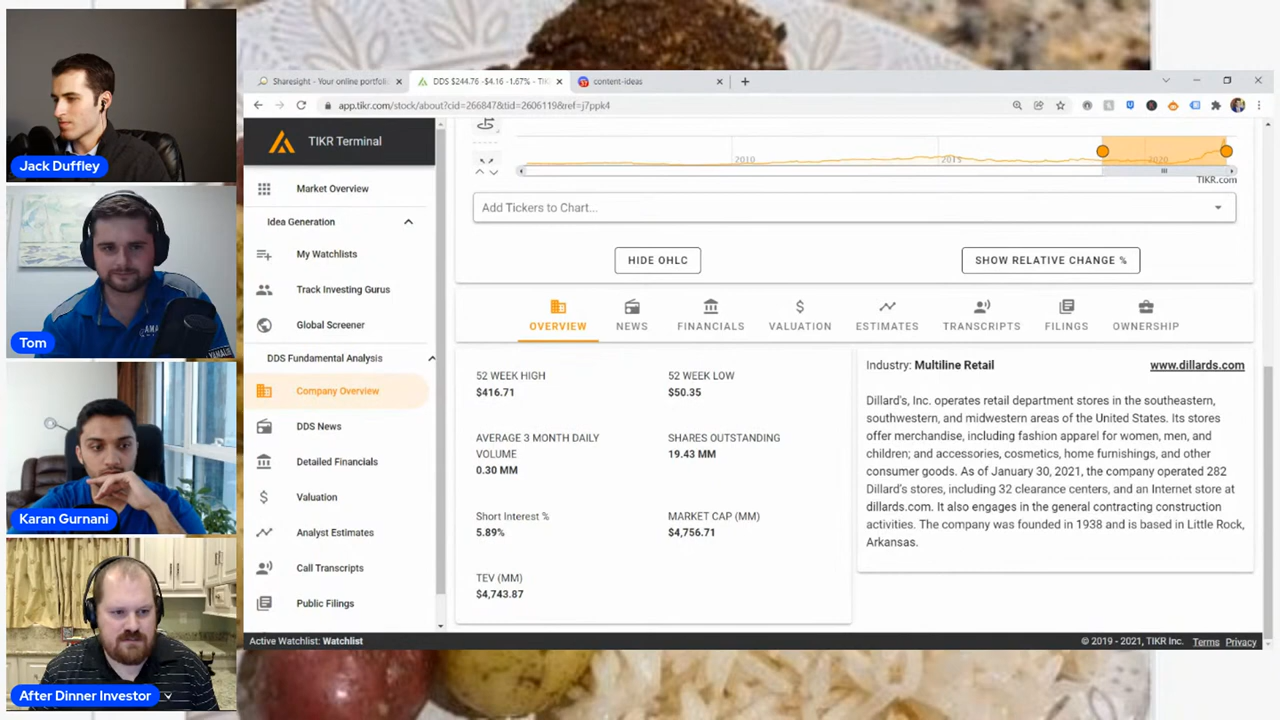 Jack Duffley
Tom
Karan Gurnani
After Dinner Investor
Sharesight - Your online portfoli
DDS $244.76 -$4.16 -1.67% - TIK
content-ideas
app.tikr.com/stock/about?cid=266847&tid=2606119&ref=j7ppk4
TIKR Terminal
Market Overview
Idea Generation
My Watchlists
Track Investing Gurus
Global Screener
DDS Fundamental Analysis
Company Overview
DDS News
Detailed Financials
Valuation
Analyst Estimates
Call Transcripts
Public Filings
2010
2015
2020
TIKR.com
Add Tickers to Chart...
HIDE OHLC
SHOW RELATIVE CHANGE %
OVERVIEW
NEWS
FINANCIALS
VALUATION
ESTIMATES
TRANSCRIPTS
FILINGS
OWNERSHIP
52 WEEK HIGH
$416.71
52 WEEK LOW
$50.35
AVERAGE 3 MONTH DAILY
VOLUME
0.30 MM
SHARES OUTSTANDING
19.43 MM
Short Interest %
5.89%
MARKET CAP (MM)
$4,756.71
TEV (MM)
$4,743.87
Industry: Multiline Retail
www.dillards.com
Dillard's, Inc. operates retail department stores in the southeastern,
southwestern, and midwestern areas of the United States. Its stores
offer merchandise, including fashion apparel for women, men, and
children; and accessories, cosmetics, home furnishings, and other
consumer goods. As of January 30, 2021, the company operated 282
Dillard's stores, including 32 clearance centers, and an Internet store at
dillards.com. It also engages in the general contracting construction
activities. The company was founded in 1938 and is based in Little Rock,
Arkansas.
Active Watchlist: Watchlist
© 2019 - 2021, TIKR Inc. Terms Privacy